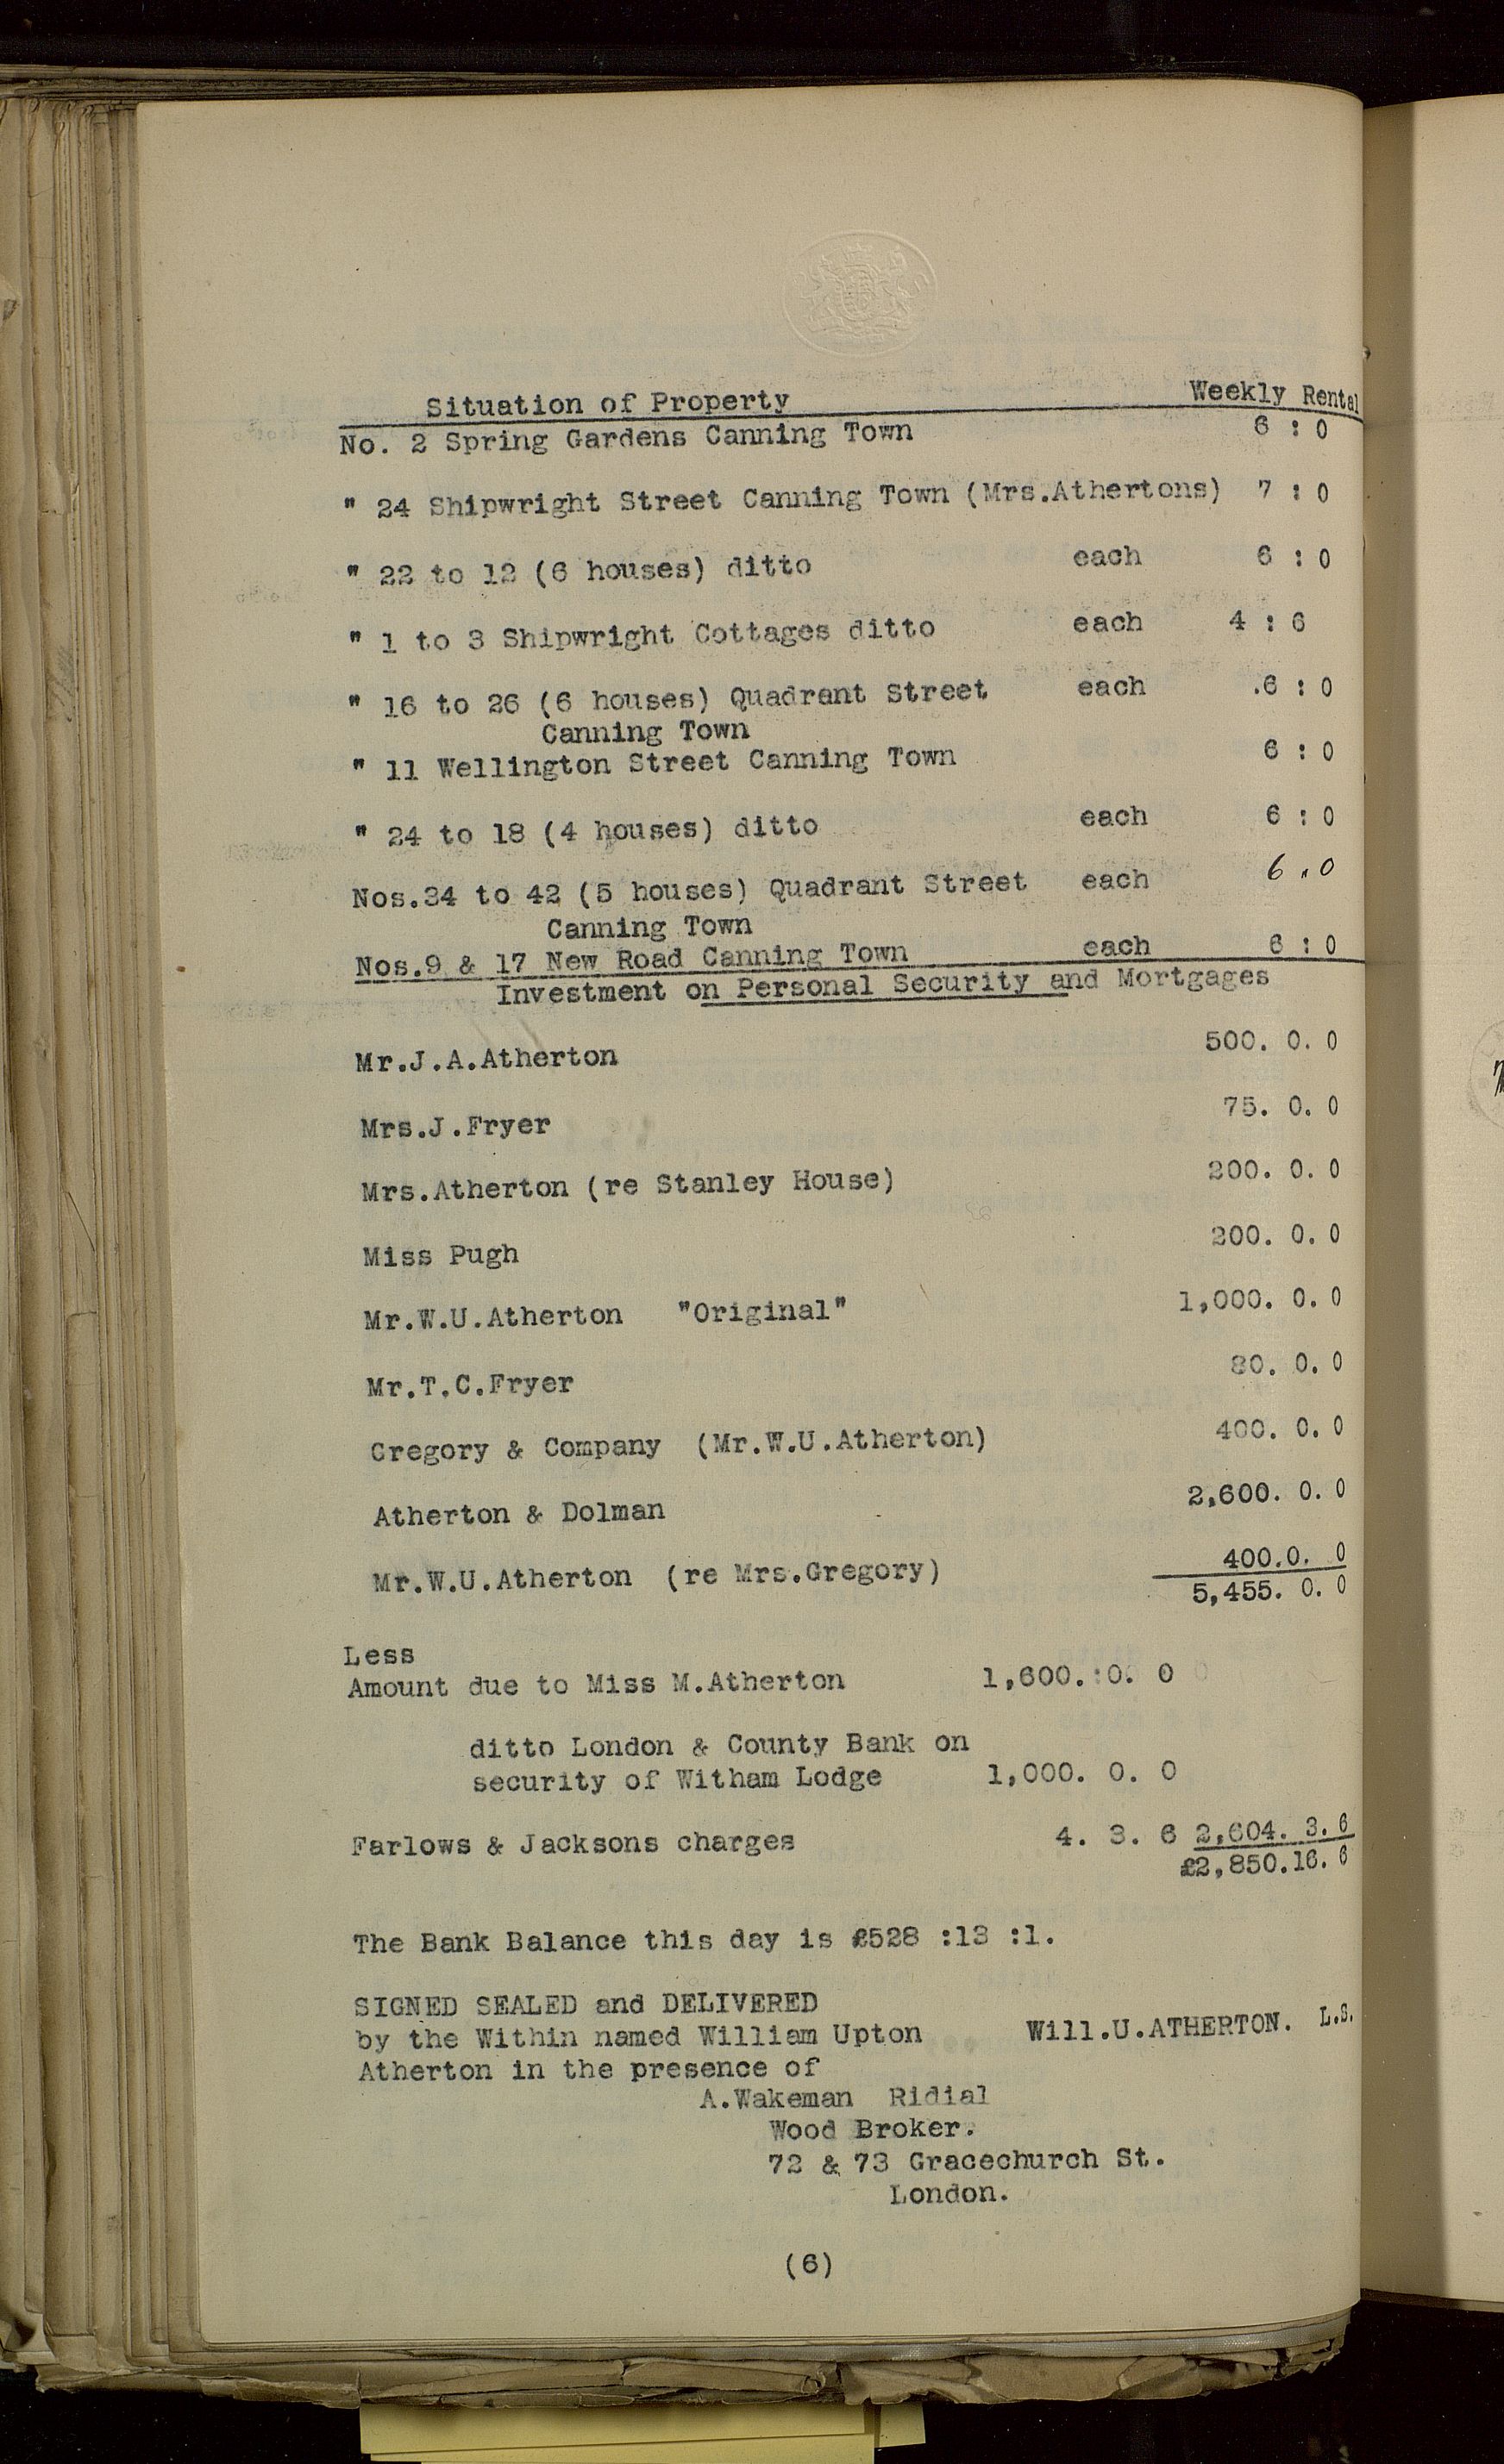 Situation of Property Weekly Rental
No. 2 Spring Gardens Canning Town 6 : 0
" 24 Shipwright Street Canning Town (Mrs.Athertons) 7 : 0
" 22 to 12 (6 houses) ditto each 6 : 0
" 1 to 3 Shipwright Cottages ditto each 4 : 6
" 16 to 26 (6 houses) Quadrant Street each .6 : 0
Canning Town
" 11 Wellington Street Canning Town 6 : 0
" 24 to 18 (4 houses) ditto each 6 : 0
Nos.34 to 42 (5 houses) Quadrant Street each 6 " 0
Canning Town
Nos.9 & 17 New Road Canning Town each 6 : 0
Investment on Personal Security and Mortgages
Mr.J.A.Atherton 500. 0. 0
Mrs.J.Fryer 75. 0. 0
Mrs.Atherton (re Stanley House) 200. 0. 0
Miss Pugh 200. 0. 0
Mr.W.U.Atherton "Original" 1,000. 0. 0
Mr.T.C.Fryer 80. 0. 0
Gregory & Company (Mr.W.U.Atherton) 400. 0. 0
Atherton & Dolman 2,600. 0. 0
Mr.W.U.Atherton (re Mrs.Gregory) 400.0. 0
5,455. 0. 0
Less
Amount due to Miss M.Atherton 1,600.:0. 0
ditto London & County Bank on
security of Witham Lodge 1,000. 0. 0
Farlows & Jacksons charges 4. 3. 6 2,604. 3. 6
£2,850.16. 6
The Bank Balance this day is £528 :13 :1.
SIGNED SEALED and DELIVERED
by the Within named William Upton Will.U.ATHERTON. L.S.
Atherton in the presence of
A.Wakeman Ridial
Wood Broker.
72 & 73 Gracechurch St.
London.
(6)